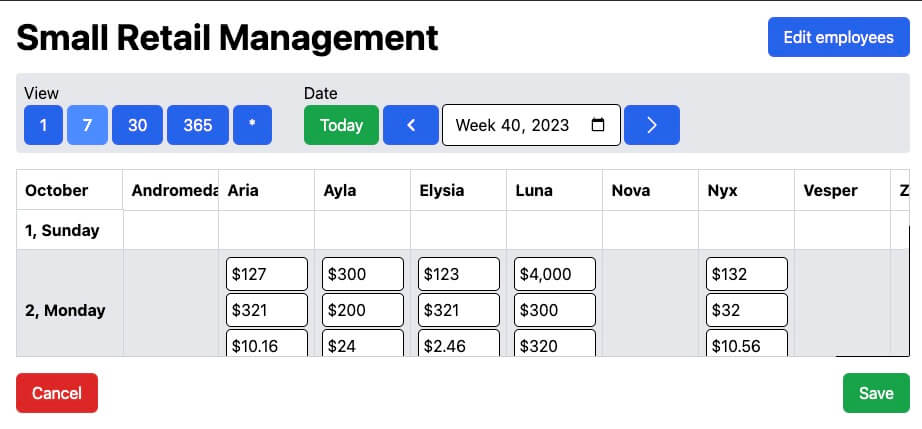 Small Retail Management
Edit employees
View
Date
1 7 30 365 * Today < Week 40, 2023 >
October Andromeda Aria Ayla Elysia Luna Nova Nyx Vesper Z
1, Sunday
$127 $300 $123 $4,000 $132
2, Monday $321 $200 $321 $300 $32
$10.16 $24 $2.46 $320 $10.56
Cancel
Save